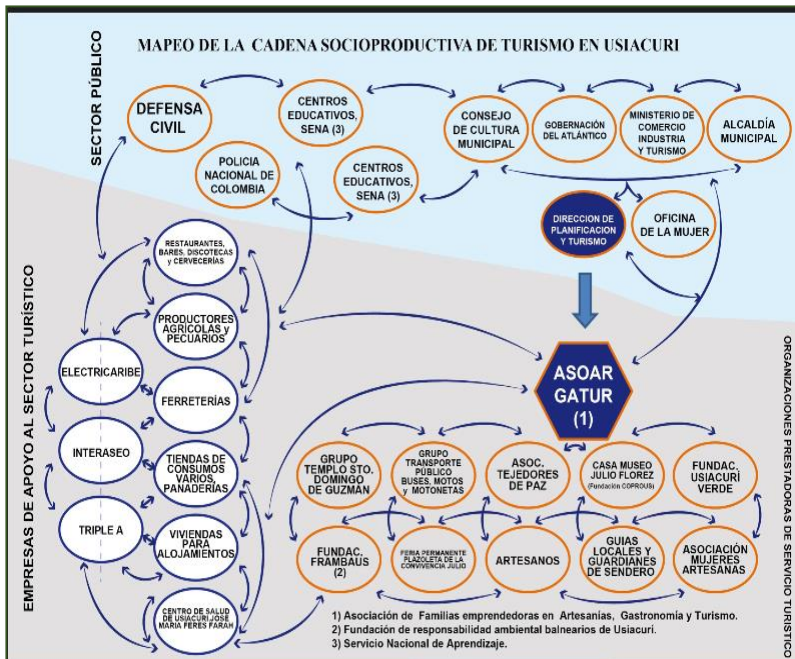 MAPEO DE LA CADENA SOCIOPRODUCTIVA DE TURISMO EN USIACURI
SECTOR PÚBLICO
DEFENSA
CIVIL
CENTROS
EDUCATIVOS,
SENA (3)
CONSEJO
DE CULTURA
MUNICIPAL
GOBERNACIÓN
DEL ATLÁNTICO
MINISTERIO DE
COMERCIO
INDUSTRIA
Y TURISMO
ALCALDÍA
MUNICIPAL
POLICIA
NACIONAL DE
COLOMBIA
CENTROS
EDUCATIVOS,
SENA (3)
DIRECCION DE
PLANIFICACION
Y TURISMO
OFICINA
DE LA MUJER
EMPRESAS DE APOYO AL SECTOR TURÍSTICO
RESTAURANTES,
BARES, DISCOTECAS
y CERVECERÍAS
PRODUCTORES
AGRÍCOLAS y
PECUARIOS
ELECTRICARIBE
FERRETERÍAS
INTERASEO
TIENDAS DE
CONSUMOS
VARIOS,
PANADERÍAS
TRIPLE A
VIVIENDAS
PARA
ALOJAMIENTOS
CENTRO DE SALUD
DE USIACURI JOSE
MARIA FERES FARAH
ASOAR
GATUR
(1)
ORGANIZACIONES PRESTADORAS DE SERVICIO TURISTICO
GRUPO
TEMPLO STO.
DOMINGO
DE GUZMÁN
GRUPO
TRANSPORTE
PÚBLICO
BUSES, MOTOS y
MOTONETAS
ASOC.
TEJEDORES
DE PAZ
CASA MUSEO
JULIO FLOREZ
(Fundación COPROUS)
FUNDAC.
USIACURÍ
VERDE
FUNDAC.
FRAMBAUS
(2)
FERIA PERMANENTE
PLAZOLETA DE LA
CONVIVENCIA JULIO
ARTESANOS
GUIAS
LOCALES Y
GUARDIANES
DE SENDERO
ASOCIACIÓN
MUJERES
ARTESANAS
1) Asociación de Familias emprendedoras en Artesanías, Gastronomía y Turismo.
2) Fundación de responsabilidad ambiental balnearios de Usiacurí.
3) Servicio Nacional de Aprendizaje.